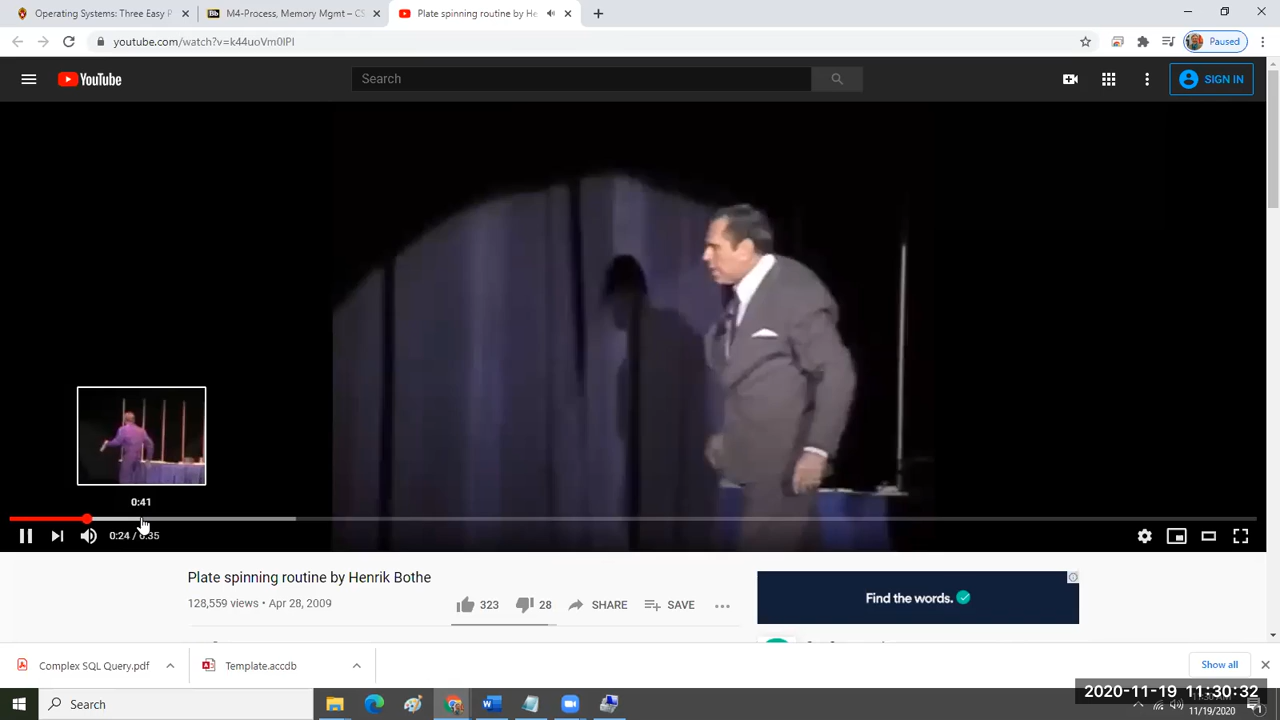 Operating Systems: Three Easy P
M4-Process, Memory Mgmt – CS
Plate spinning routine by He
youtube.com/watch?v=k44uoVm0IPI
Paused
YouTube
Search
SIGN IN
0:41
0:24 / 6:35
Plate spinning routine by Henrik Bothe
128,559 views • Apr 28, 2009
323
28
SHARE
SAVE
Find the words.
Complex SQL Query.pdf
Template.accdb
Show all
2020-11-19 11:30:32
Search
11/19/2020